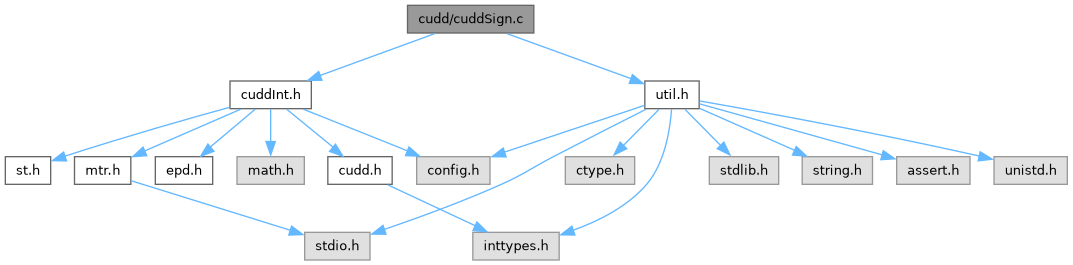 cudd/cuddSign.c
cuddInt.h
util.h
st.h
mtr.h
epd.h
math.h
cudd.h
config.h
ctype.h
stdlib.h
string.h
assert.h
unistd.h
stdio.h
inttypes.h